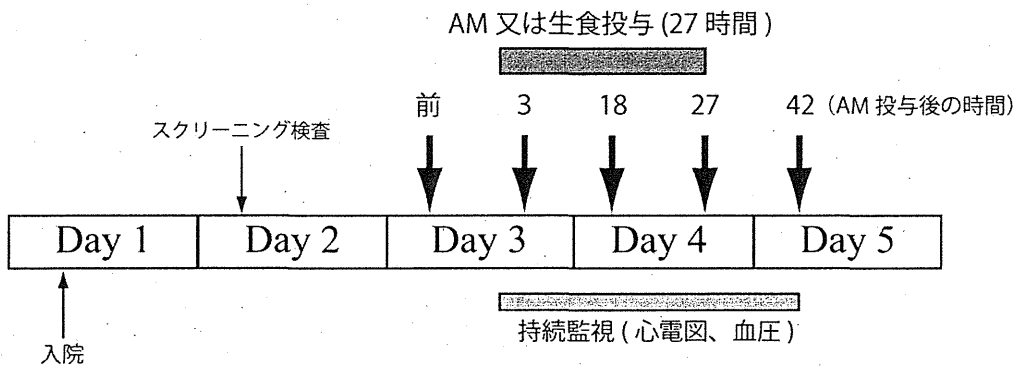 AM 又は生食投与 (27 時間 )
前 3 18 27 42 (AM 投与後の時間)
スクリーニング検査
Day 1 Day 2 Day 3 Day 4 Day 5
持続監視 ( 心電図、血圧 )
入院